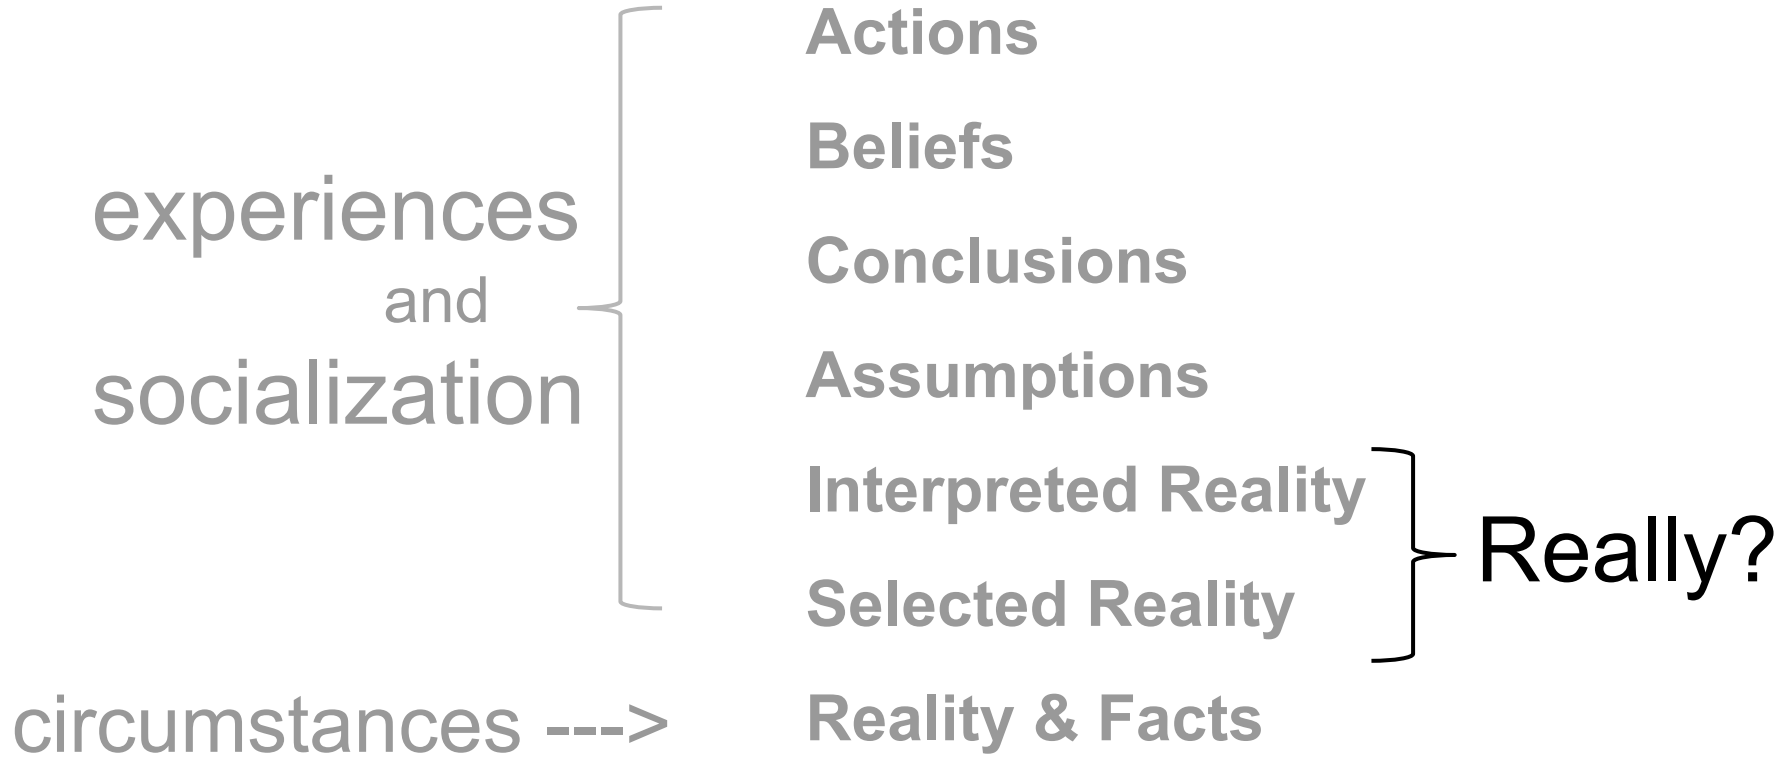 Actions
Beliefs
experiences
Conclusions
and
socialization
Assumptions
Interpreted Reality
Really?
Selected Reality
circumstances ---> Reality & Facts